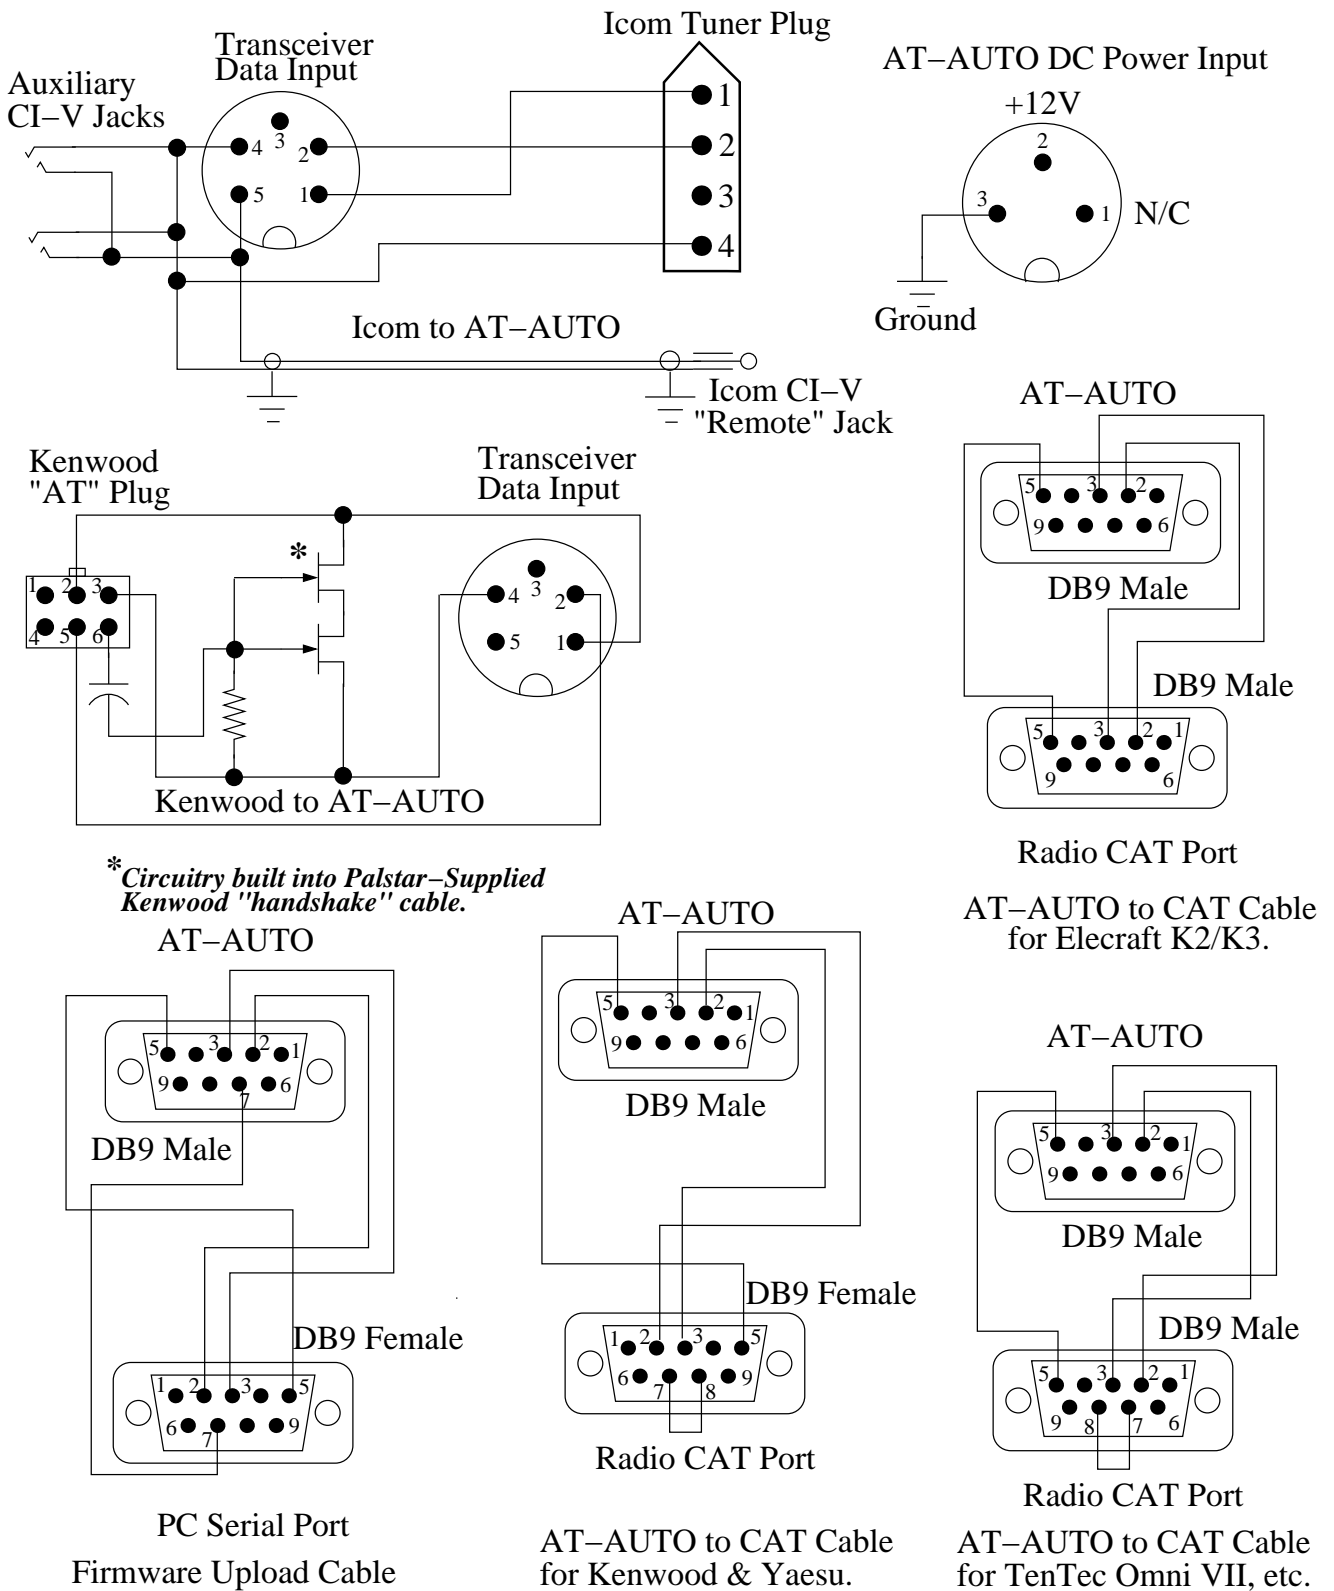 Icom Tuner Plug
Transceiver
Data Input
AT−AUTO DC Power Input
Auxiliary
CI−V Jacks
+12V
1
2
3
4
4
3
2
5
1
2
3
1
N/C
Ground
Icom to AT−AUTO
Icom CI−V
"Remote" Jack
Kenwood
"AT" Plug
Transceiver
Data Input
*
1 2 3
4 5 6
4 3 2
5 1
Kenwood to AT−AUTO
*Circuitry built into Palstar−Supplied
Kenwood "handshake" cable.
AT−AUTO
5 3 2
9 6
DB9 Male
DB9 Male
5 3 2 1
9 6
Radio CAT Port
AT−AUTO to CAT Cable
for Elecraft K2/K3.
AT−AUTO
5 3 2 1
9 7 6
DB9 Male
DB9 Female
1 2 3 5
6 7 9
PC Serial Port
Firmware Upload Cable
AT−AUTO
5 3 2 1
9 6
DB9 Male
DB9 Female
1 2 3 5
6 7 8 9
Radio CAT Port
AT−AUTO to CAT Cable
for Kenwood & Yaesu.
AT−AUTO
5 3 2 1
9 6
DB9 Male
DB9 Male
5 3 2 1
9 8 7 6
Radio CAT Port
AT−AUTO to CAT Cable
for TenTec Omni VII, etc.